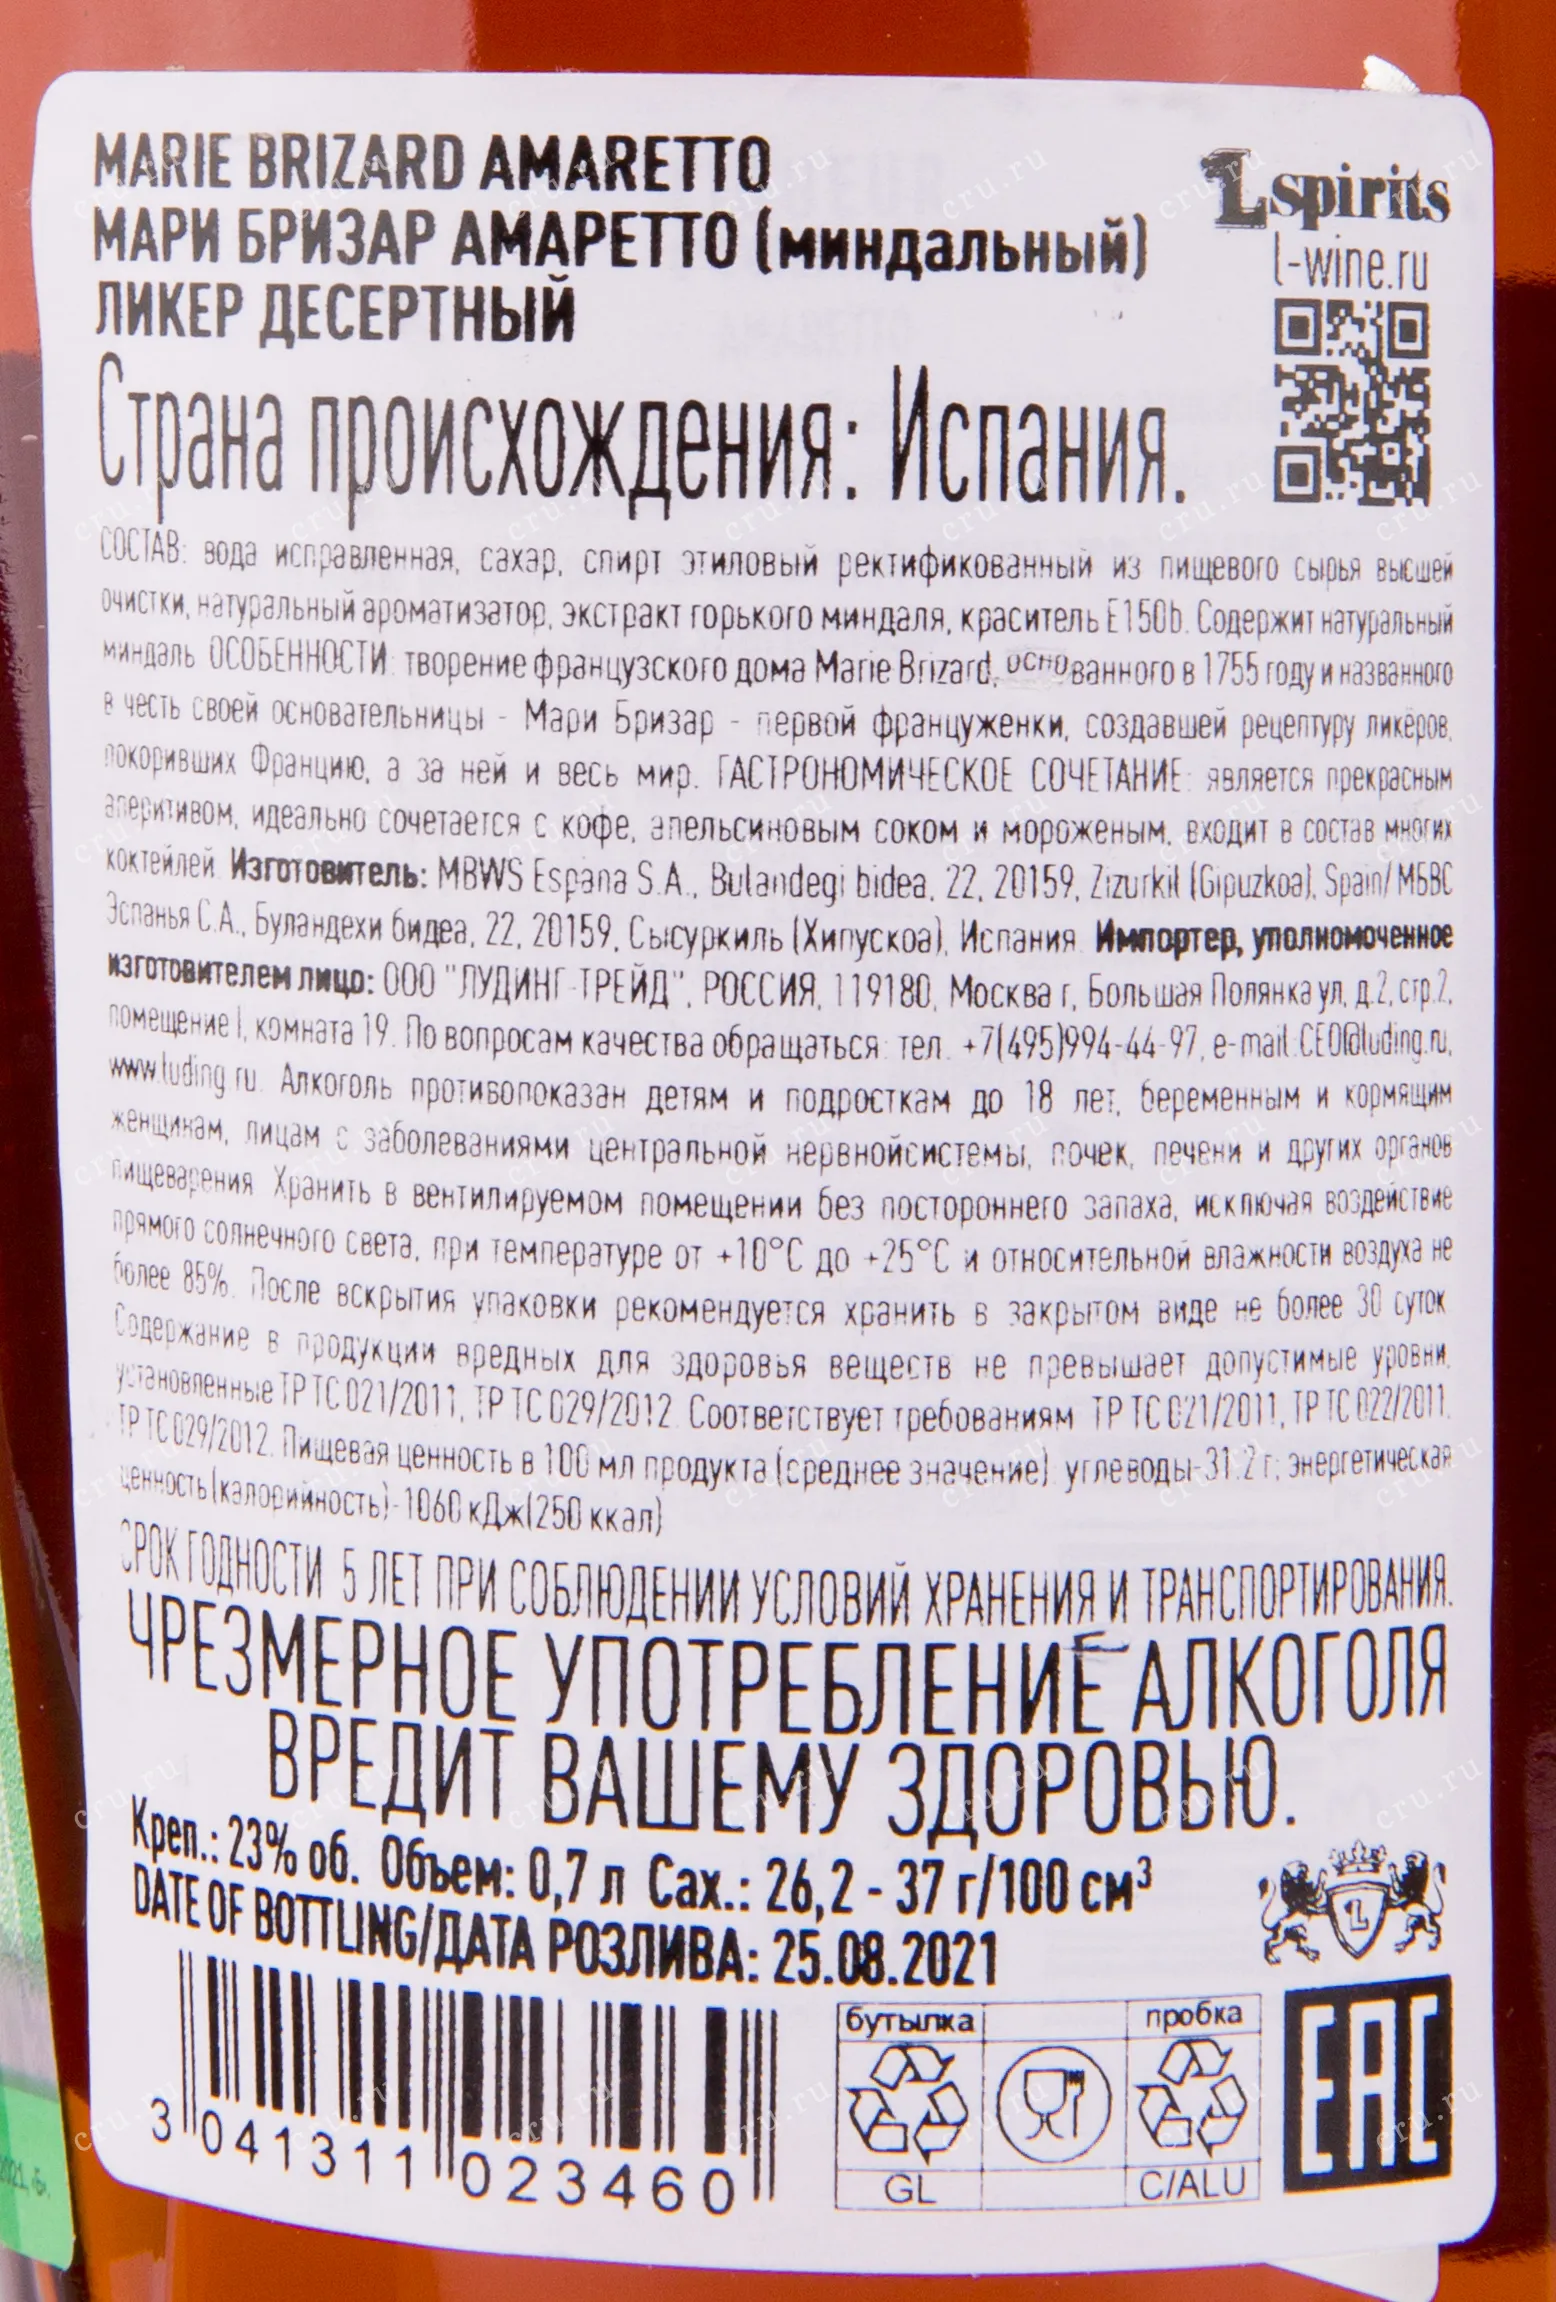 MARIE BRIZARD AMARETTO
МАРИ БРИЗАР АМАРЕТТО (миндальный)
ЛИКЕР ДЕСЕРТНЫЙ
L spirits
l-wine.ru
Страна происхождения: Испания.
СОСТАВ: вода исправленная, сахар, спирт этиловый ректификованный из пищевого сырья высшей
очистки, натуральный ароматизатор, экстракт горького миндаля, краситель E150b. Содержит натуральный
миндаль ОСОБЕННОСТИ: творение французского дома Marie Brizard, основанного в 1755 году и названного
в честь своей основательницы - Мари Бризар - первой француженки, создавшей рецептуру ликёров,
покоривших Францию, а за ней и весь мир. ГАСТРОНОМИЧЕСКОЕ СОЧЕТАНИЕ: является прекрасным
аперитивом, идеально сочетается с кофе, апельсиновым соком и мороженым, входит в состав многих
коктейлей. Изготовитель: MBWS Espana S.A., Bulandegi bidea, 22, 20159, Zizurkil (Gipuzkoa), Spain/ МБВС
Эспанья С.А., Буландехи бидеа, 22, 20159, Сысуркиль (Хипускоа), Испания. Импортер, уполномоченное
изготовителем лицо: ООО "ЛУДИНГ-ТРЕЙД", РОССИЯ, 119180, Москва г, Большая Полянка ул, д.2, стр.2,
помещение I, комната 19. По вопросам качества обращаться: тел. +7(495)994-44-97, e-mail:CEO@luding.ru,
www.luding.ru. Алкоголь противопоказан детям и подросткам до 18 лет, беременным и кормящим
женщинам, лицам с заболеваниями центральной нервнойсистемы, почек, печени и других органов
пищеварения. Хранить в вентилируемом помещении без постороннего запаха, исключая воздействие
прямого солнечного света, при температуре от +10°С до +25°С и относительной влажности воздуха не
более 85%. После вскрытия упаковки рекомендуется хранить в закрытом виде не более 30 суток
Содержание в продукции вредных для здоровья веществ не превышает допустимые уровни,
установленные ТР ТС 021/2011, ТР ТС 029/2012. Соответствует требованиям ТР ТС 021/2011, ТР ТС 022/2011,
ТР ТС 029/2012. Пищевая ценность в 100 мл продукта (среднее значение): углеводы-31.2 г; энергетическая
ценность (калорийность)- 1060 кДж(250 ккал)
СРОК ГОДНОСТИ 5 ЛЕТ ПРИ СОБЛЮДЕНИИ УСЛОВИЙ ХРАНЕНИЯ И ТРАНСПОРТИРОВАНИЯ.
ЧРЕЗМЕРНОЕ УПОТРЕБЛЕНИЕ АЛКОГОЛЯ
ВРЕДИТ ВАШЕМУ ЗДОРОВЬЮ.
Креп.: 23% об. Объем: 0,7 л Сах.: 26,2 - 37 г/100 см³
DATE OF BOTTLING/ДАТА РОЗЛИВА: 25.08.2021
бутылка пробка
GL C/ALU
EAC
3 041311 023460